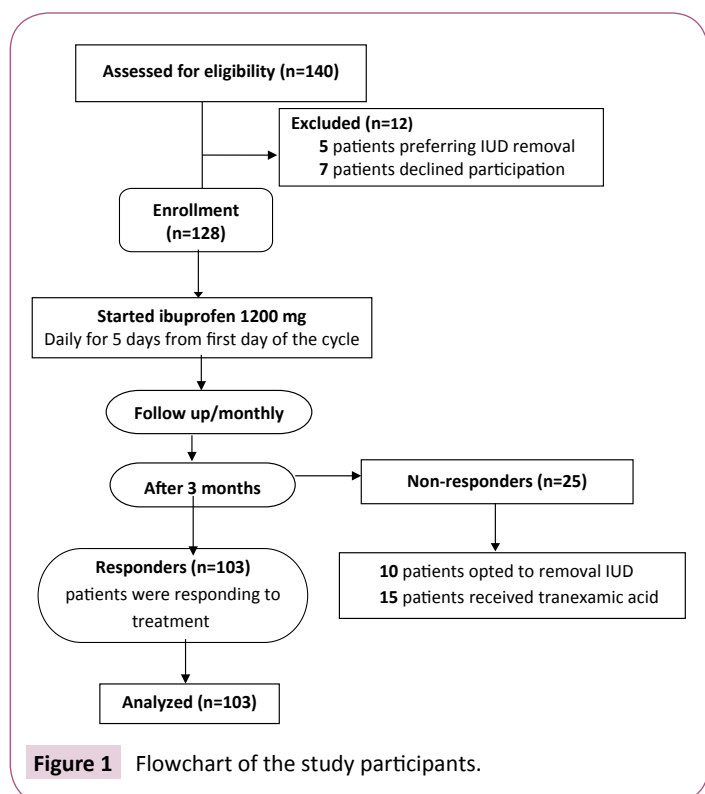 Assessed for eligibility (n=140)
Excluded (n=12)
5 patients preferring IUD removal
7 patients declined participation
Enrollment
(n=128)
Started ibuprofen 1200 mg
Daily for 5 days from first day of the cycle
Follow up/monthly
After 3 months
Non-responders (n=25)
10 patients opted to removal IUD
15 patients received tranexamic acid
Responders (n=103)
patients were responding to
treatment
Analyzed (n=103)
Figure 1 Flowchart of the study participants.